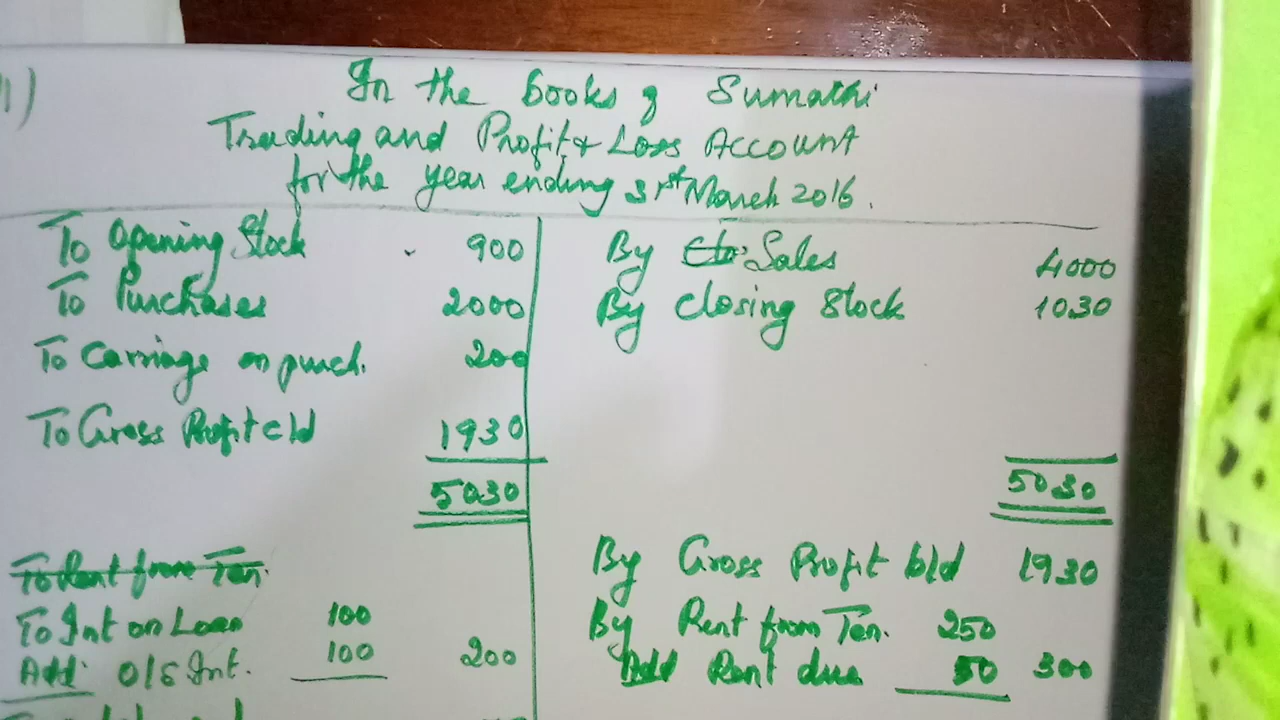 In the books of Sumathi
Trading and Profit & Loss Account
for the year ending 31st March 2016.
To Opening Stock 900 By Sales 4000
To Purchases 2000 By Closing Stock 1030
To Carriage on purch. 200
To Gross Profit c/d 1930
5030 5030
To Rent from Ten. By Gross Profit b/d 1930
To Int on Loan 100 By Rent from Ten. 250
Add: O/S Int. 100 200 Add Rent due 50 300